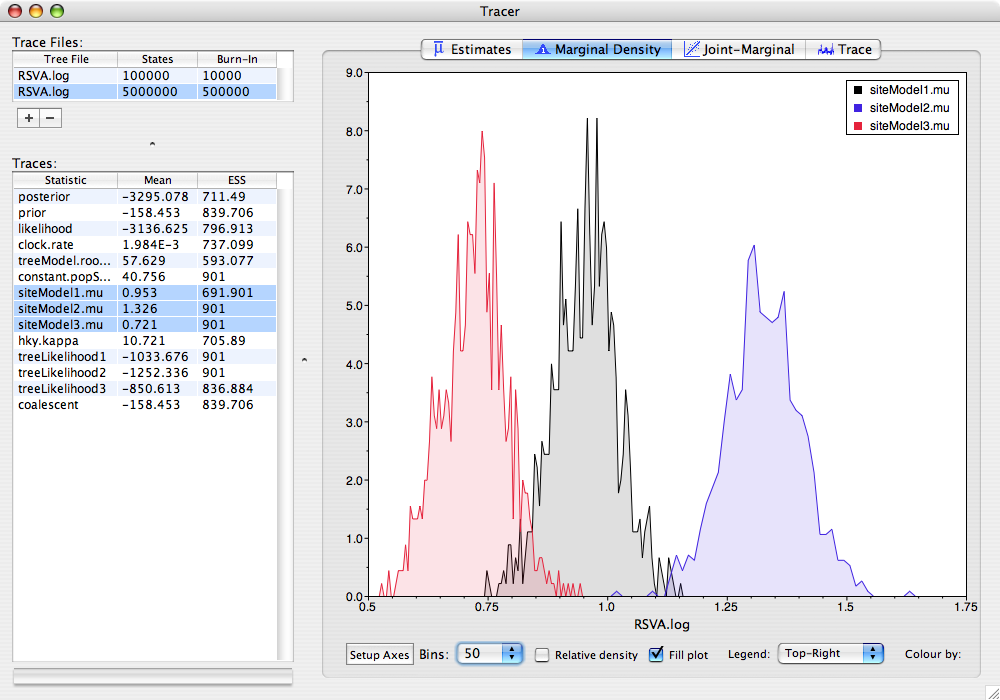 Tracer
Trace Files:
Tree File States Burn-In
RSVA.log 100000 10000
RSVA.log 5000000 500000
+ −
Traces:
Statistic Mean ESS
posterior -3295.078 711.49
prior -158.453 839.706
likelihood -3136.625 796.913
clock.rate 1.984E-3 737.099
treeModel.roo... 57.629 593.077
constant.popS... 40.756 901
siteModel1.mu 0.953 691.901
siteModel2.mu 1.326 901
siteModel3.mu 0.721 901
hky.kappa 10.721 705.89
treeLikelihood1 -1033.676 901
treeLikelihood2 -1252.336 901
treeLikelihood3 -850.613 836.884
coalescent -158.453 839.706
μ Estimates Marginal Density Joint-Marginal Trace
siteModel1.mu
siteModel2.mu
siteModel3.mu
9.0
8.0
7.0
6.0
5.0
4.0
3.0
2.0
1.0
0.0
0.5 0.75 1.0 1.25 1.5 1.75
RSVA.log
Setup Axes Bins: 50 Relative density Fill plot Legend: Top-Right Colour by: